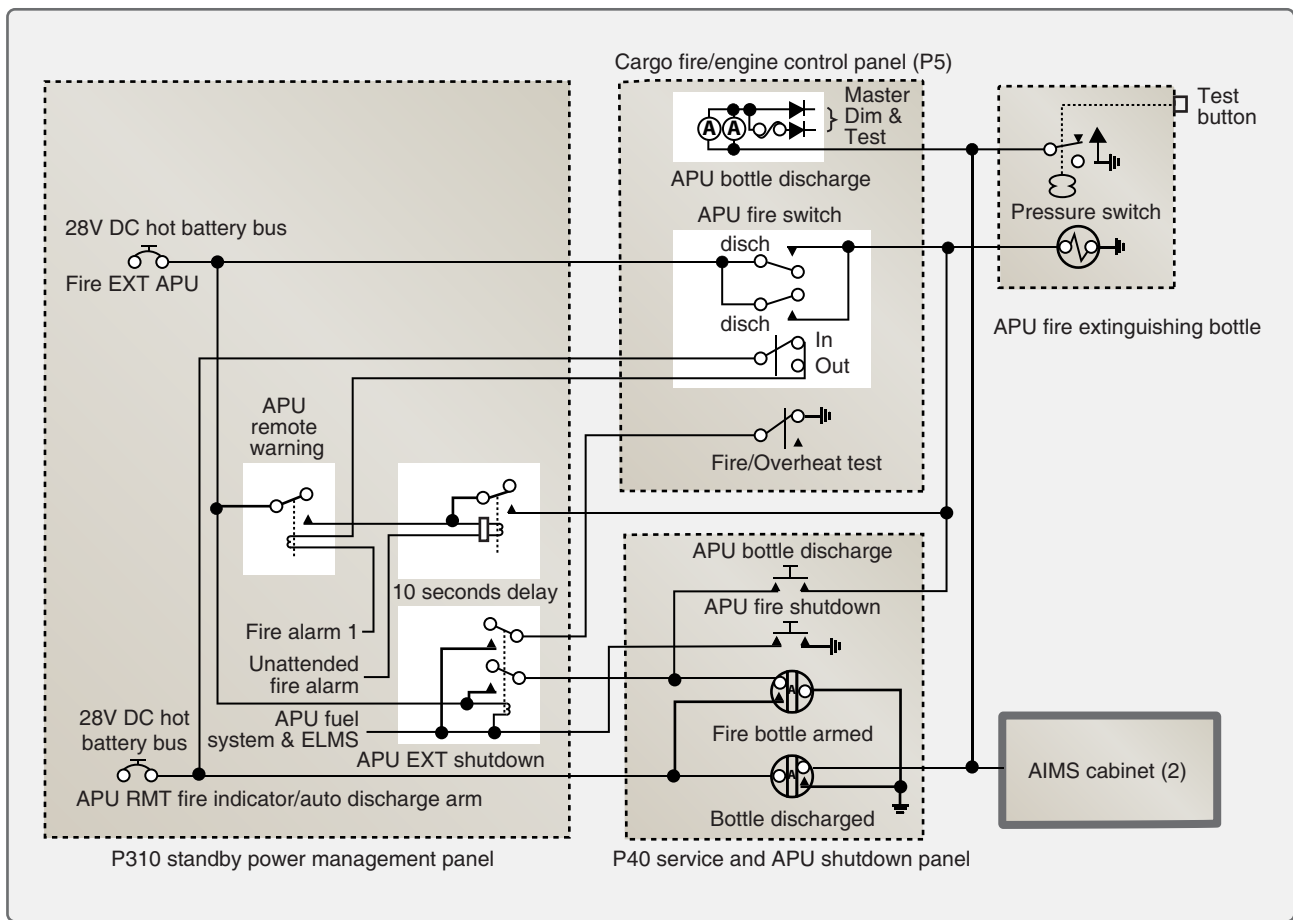 Cargo fire/engine control panel (P5)
Master
Dim &
Test
A
A
APU bottle discharge
Test
button
Pressure switch
APU fire extinguishing bottle
28V DC hot battery bus
Fire EXT APU
APU fire switch
disch
disch
In
Out
Fire/Overheat test
APU
remote
warning
10 seconds delay
Fire alarm 1
Unattended
fire alarm
APU fuel
system & ELMS
APU EXT shutdown
28V DC hot
battery bus
APU RMT fire indicator/auto discharge arm
P310 standby power management panel
APU bottle discharge
APU fire shutdown
A
Fire bottle armed
A
Bottle discharged
P40 service and APU shutdown panel
AIMS cabinet (2)